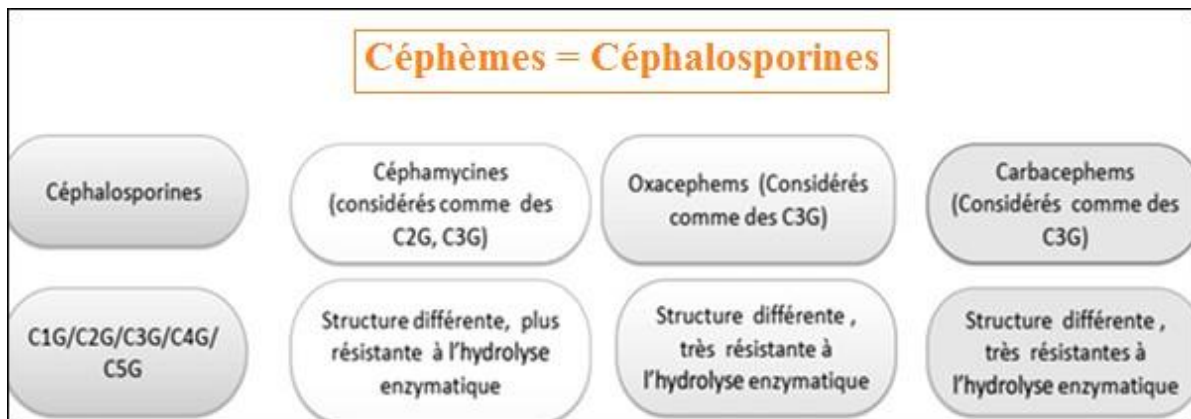 Céphèmes = Céphalosporines
Céphalosporines
Céphamycines
(considérés comme des
C2G, C3G)
Oxacephems (Considérés
comme des C3G)
Carbacephems
(Considérés comme des
C3G)
C1G/C2G/C3G/C4G/
C5G
Structure différente, plus
résistante à l'hydrolyse
enzymatique
Structure différente ,
très résistante à
l'hydrolyse enzymatique
Structure différente ,
très résistantes à
l'hydrolyse enzymatique